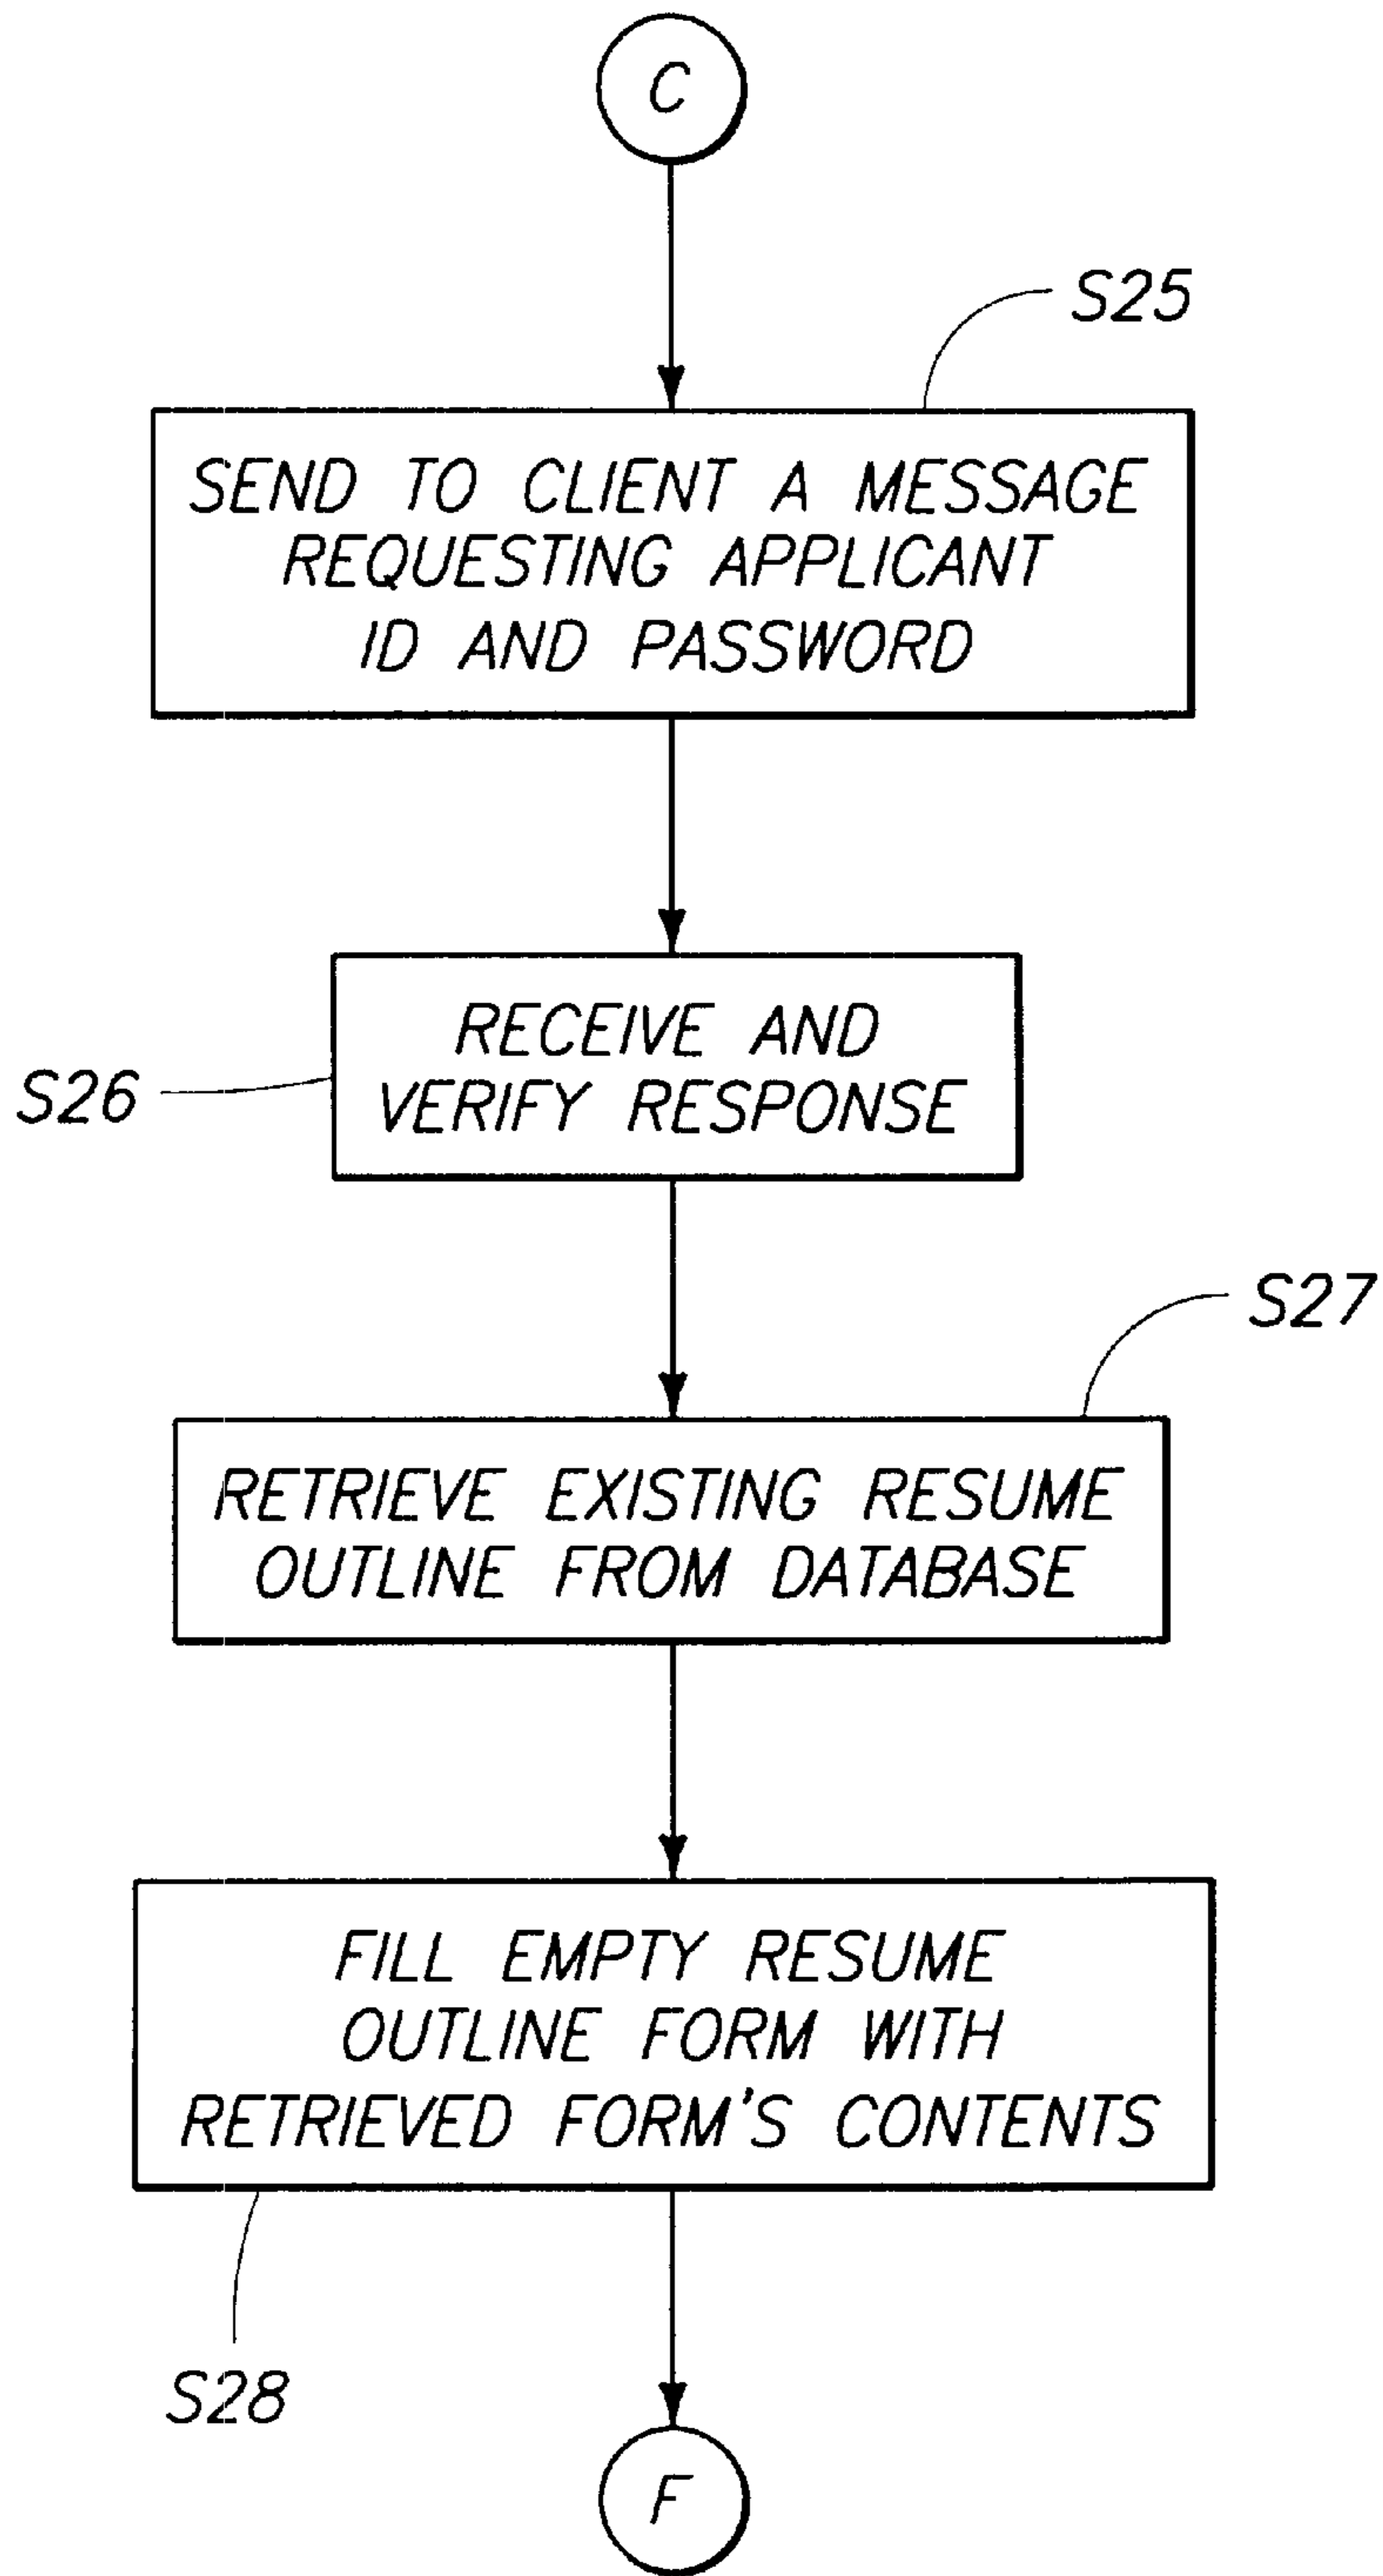 C
S25
SEND TO CLIENT A MESSAGE
REQUESTING APPLICANT
ID AND PASSWORD
RECEIVE AND
VERIFY RESPONSE
S26
S27
RETRIEVE EXISTING RESUME
OUTLINE FROM DATABASE
FILL EMPTY RESUME
OUTLINE FORM WITH
RETRIEVED FORM'S CONTENTS
S28
F